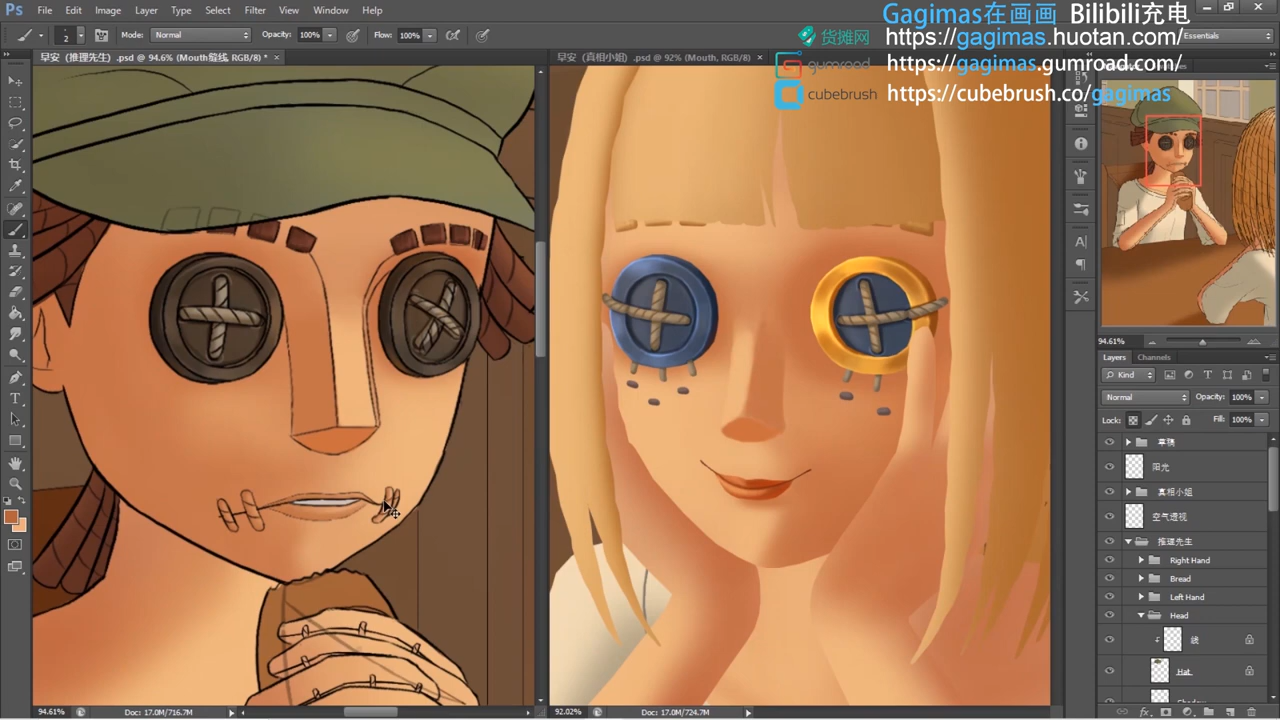 Ps File Edit Image Layer Type Select Filter View Window Help
Gagimas在画画 Bilibili充电
2 Mode: Normal Opacity: 100% Flow: 100%
货摊网 https://gagimas.huotan.com/
Essentials
早安（推理先生）.psd @ 94.6% (Mouth缝线, RGB/8) *
早安（真相小姐）.psd @ 92% (Mouth, RGB/8)
gumroad https://gagimas.gumroad.com/
cubebrush https://cubebrush.co/gagimas
94.61%
Layers Channels
Kind
Normal Opacity: 100%
Lock: Fill: 100%
草稿
阳光
真相小姐
空气透视
推理先生
Right Hand
Bread
Left Hand
Head
线
Hat
94.61% Doc: 17.0M/716.7M
92.02% Doc: 17.0M/724.7M